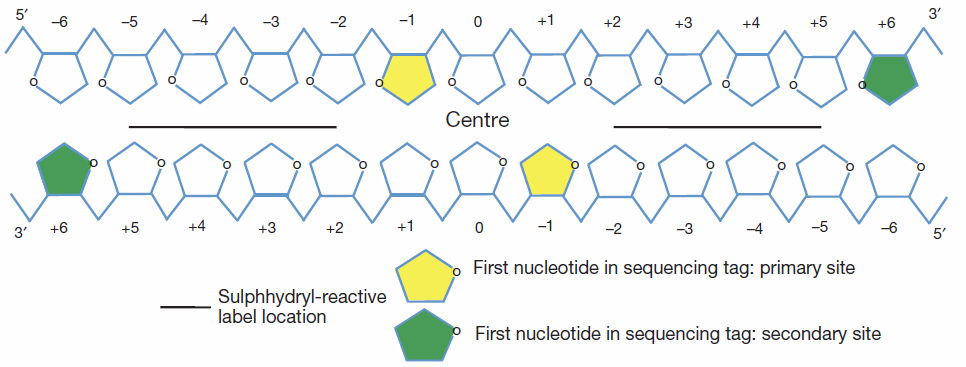 5′ −6 −5 −4 −3 −2 −1 0 +1 +2 +3 +4 +5 +6 3′
o o o o o o o o o o o o o
Centre
o o o o o o o o o o o o o
3′ +6 +5 +4 +3 +2 +1 0 −1 −2 −3 −4 −5 −6 5′
o First nucleotide in sequencing tag: primary site
Sulphhydryl-reactive
label location
o First nucleotide in sequencing tag: secondary site